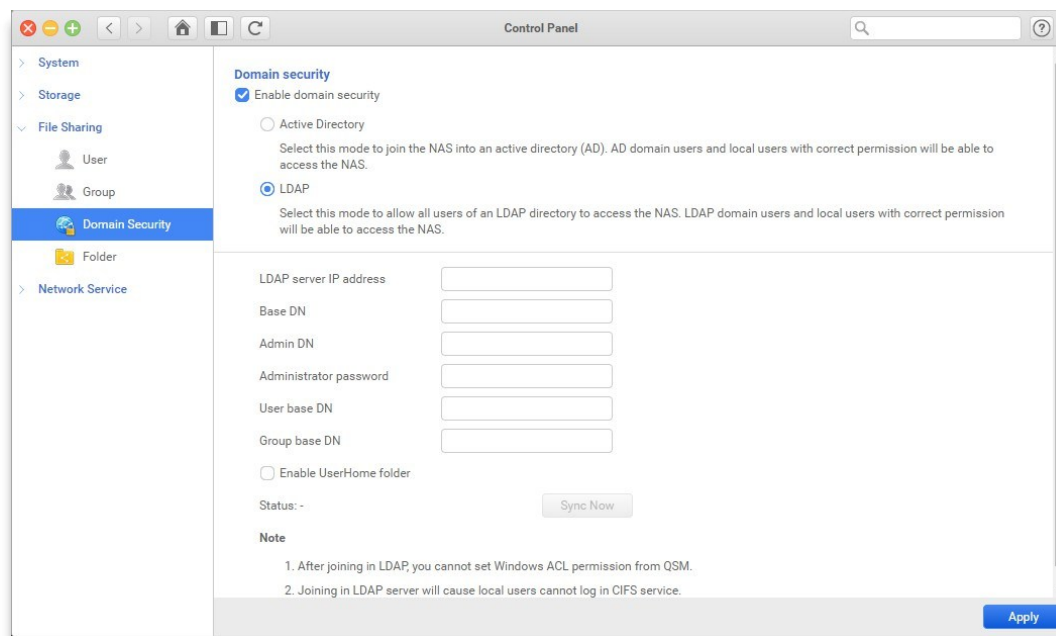 Control Panel
System
Storage
File Sharing
User
Group
Domain Security
Folder
Network Service
Domain security
Enable domain security
Active Directory
Select this mode to join the NAS into an active directory (AD). AD domain users and local users with correct permission will be able to
access the NAS.
LDAP
Select this mode to allow all users of an LDAP directory to access the NAS. LDAP domain users and local users with correct permission
will be able to access the NAS.
LDAP server IP address
Base DN
Admin DN
Administrator password
User base DN
Group base DN
Enable UserHome folder
Status: -
Sync Now
Note
1. After joining in LDAP, you cannot set Windows ACL permission from QSM.
2. Joining in LDAP server will cause local users cannot log in CIFS service.
Apply